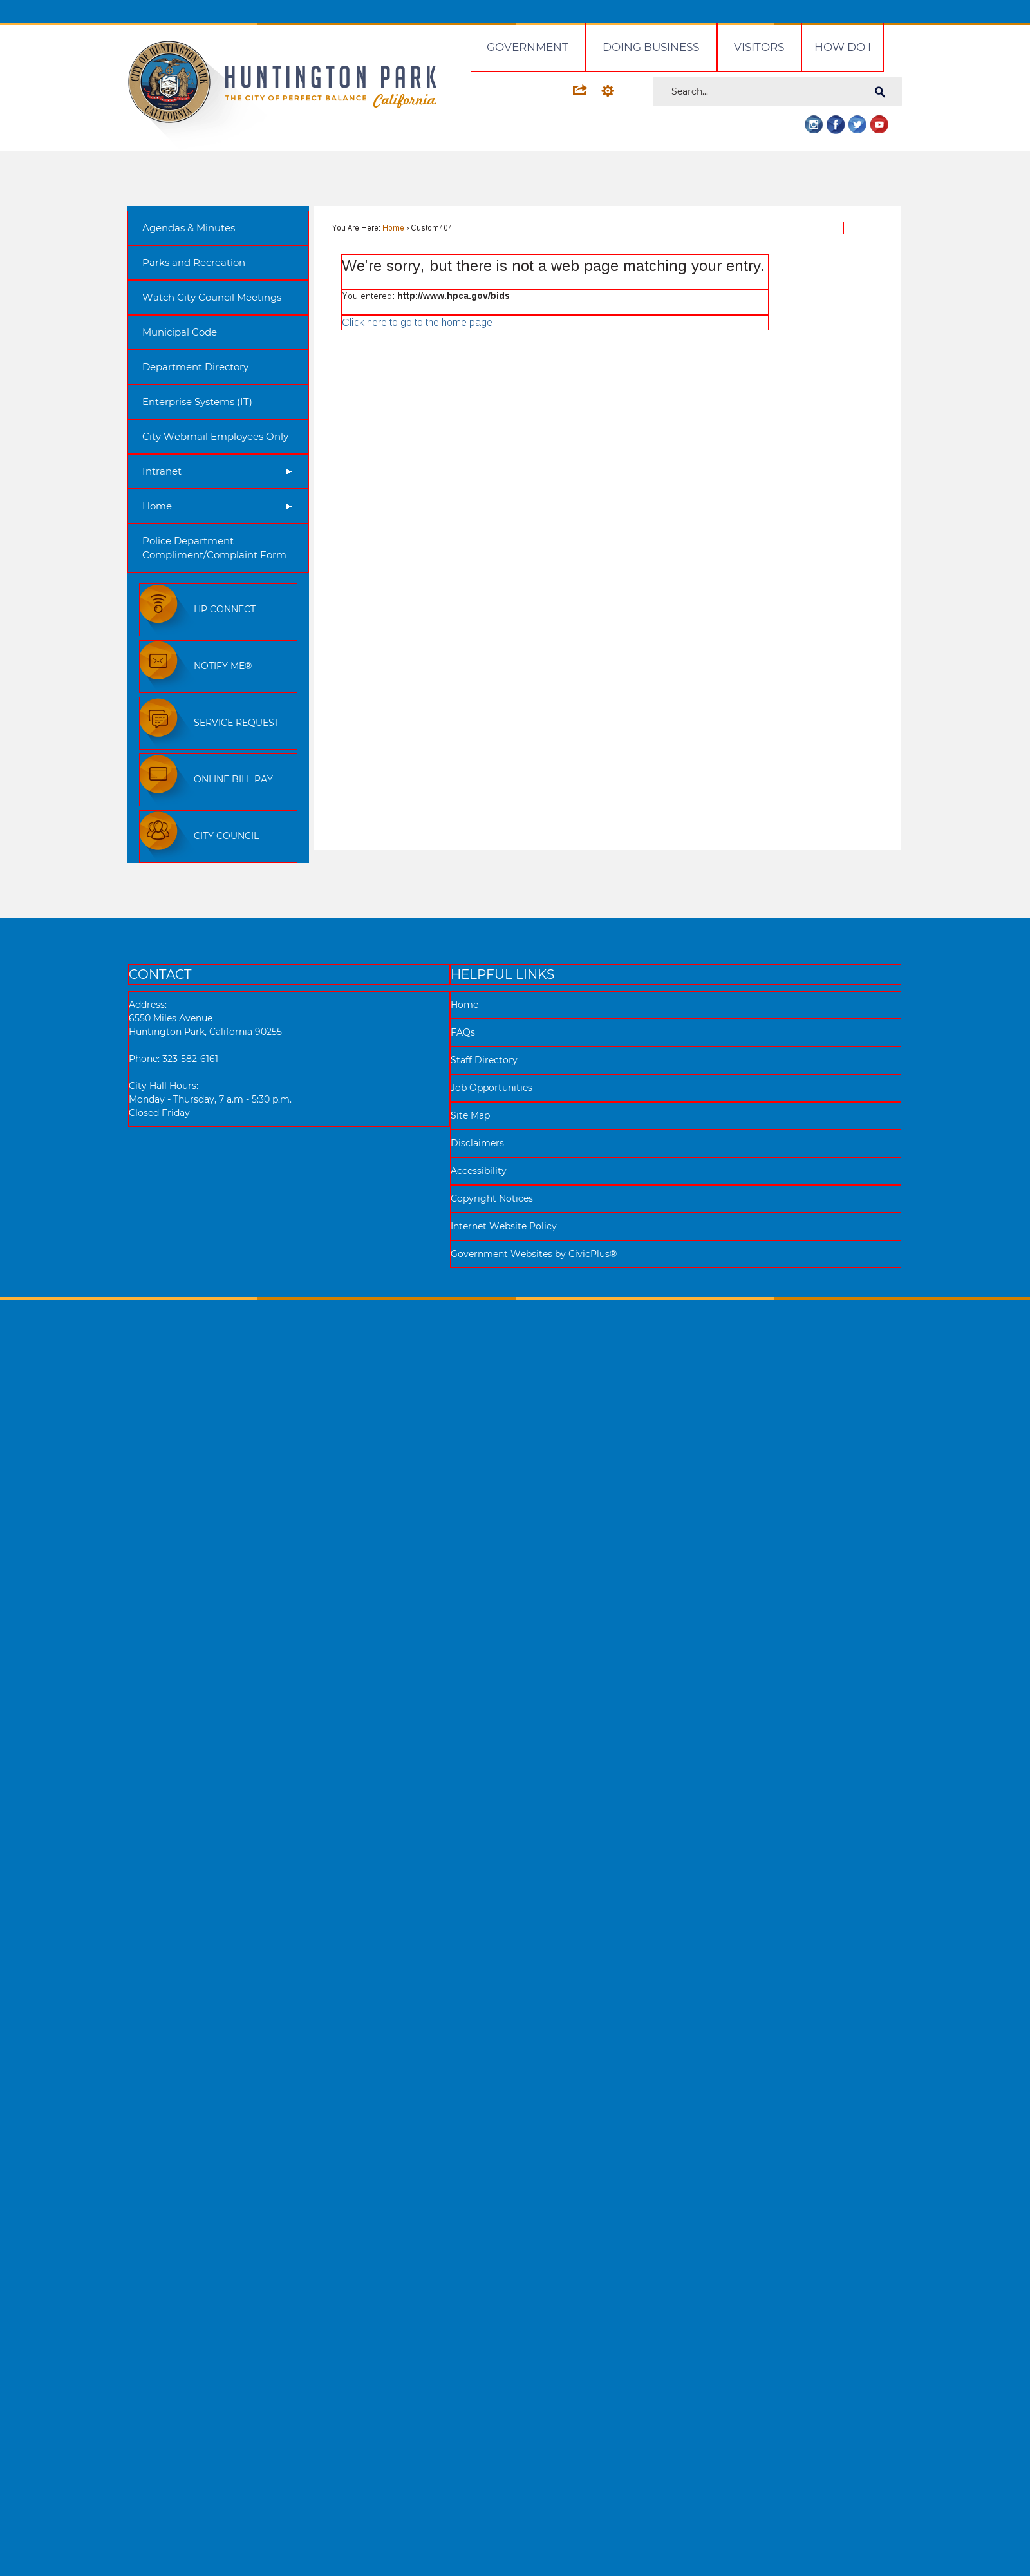 GOVERNMENT
DOING BUSINESS
VISITORS
HOW DO I
CITY OF HUNTINGTON PARK
CALIFORNIA
HUNTINGTON PARK
THE CITY OF PERFECT BALANCE California
Search...
Agendas & Minutes
Parks and Recreation
Watch City Council Meetings
Municipal Code
Department Directory
Enterprise Systems (IT)
City Webmail Employees Only
Intranet
Home
Police Department
Compliment/Complaint Form
HP CONNECT
NOTIFY ME®
SERVICE REQUEST
ONLINE BILL PAY
CITY COUNCIL
You Are Here: Home › Custom404
We're sorry, but there is not a web page matching your entry.
You entered: http://www.hpca.gov/bids
Click here to go to the home page
CONTACT
Address:
6550 Miles Avenue
Huntington Park, California 90255
Phone: 323-582-6161
City Hall Hours:
Monday - Thursday, 7 a.m - 5:30 p.m.
Closed Friday
HELPFUL LINKS
Home
FAQs
Staff Directory
Job Opportunities
Site Map
Disclaimers
Accessibility
Copyright Notices
Internet Website Policy
Government Websites by CivicPlus®